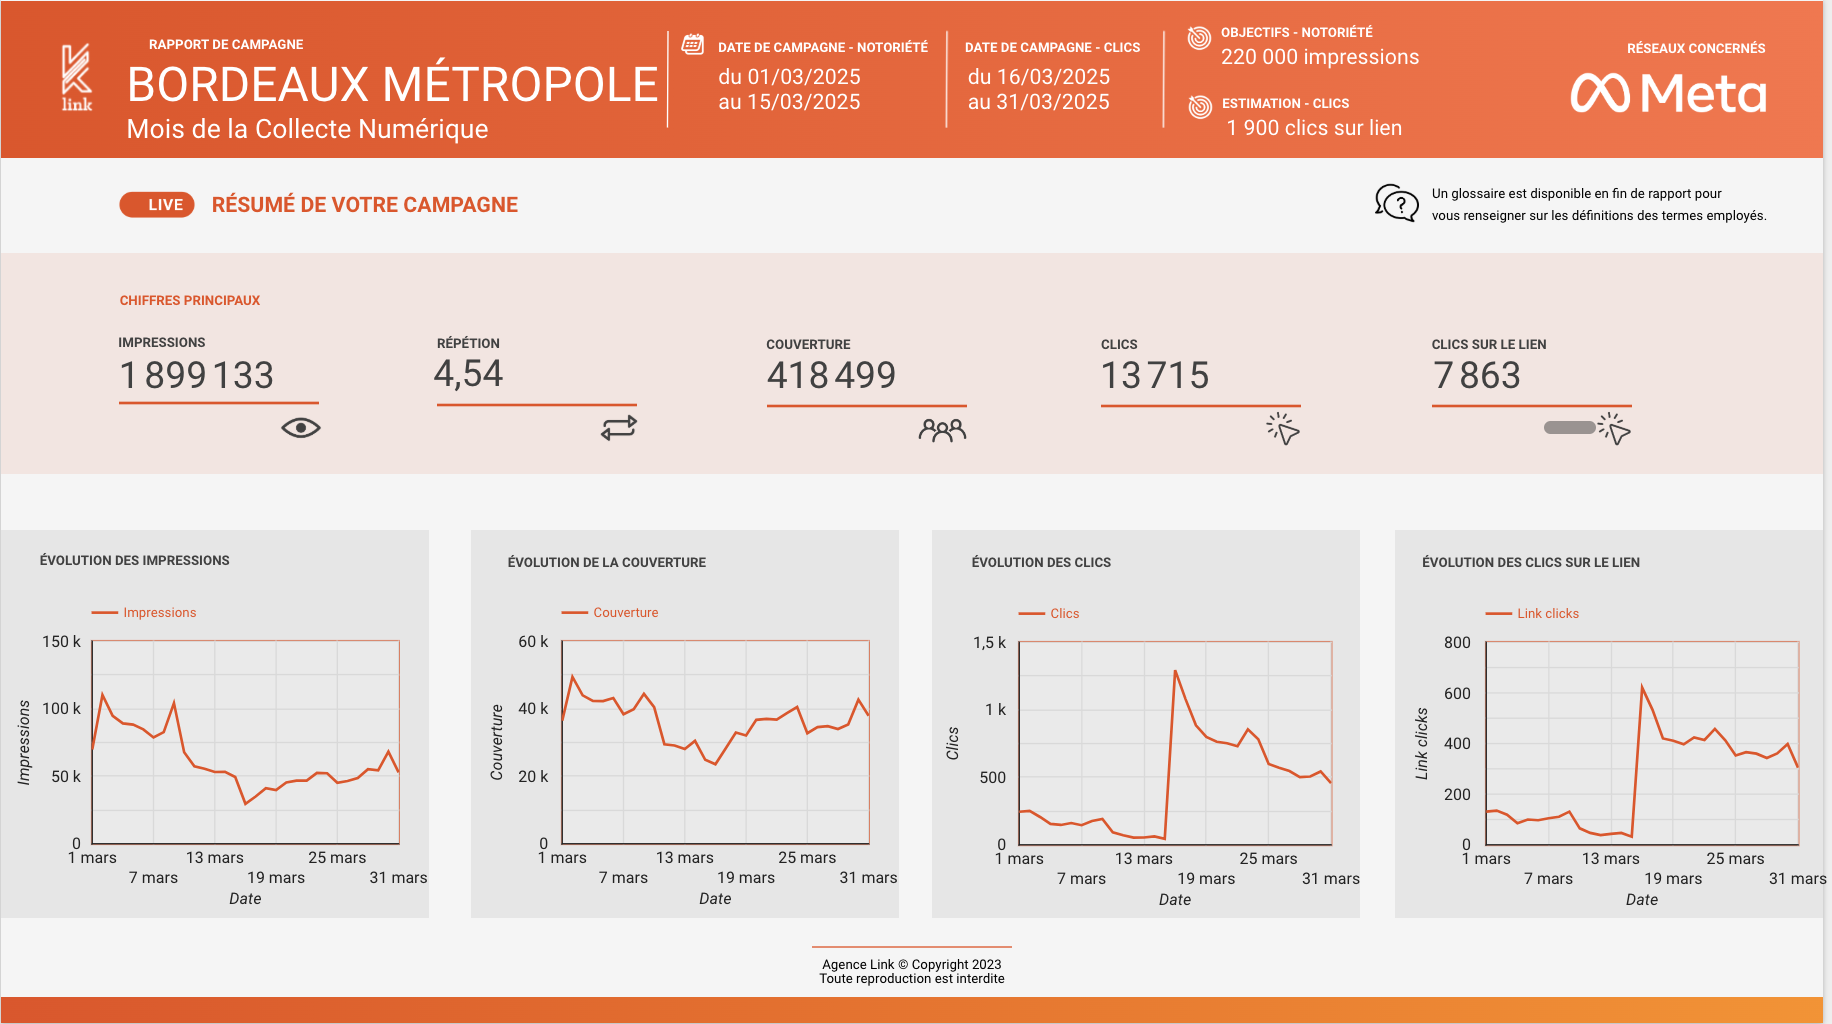 link
RAPPORT DE CAMPAGNE
BORDEAUX MÉTROPOLE
Mois de la Collecte Numérique
DATE DE CAMPAGNE - NOTORIÉTÉ
du 01/03/2025
au 15/03/2025
DATE DE CAMPAGNE - CLICS
du 16/03/2025
au 31/03/2025
OBJECTIFS - NOTORIÉTÉ
220 000 impressions
ESTIMATION - CLICS
1 900 clics sur lien
RÉSEAUX CONCERNÉS
Meta
LIVE
RÉSUMÉ DE VOTRE CAMPAGNE
?
Un glossaire est disponible en fin de rapport pour
vous renseigner sur les définitions des termes employés.
CHIFFRES PRINCIPAUX
IMPRESSIONS
1 899 133
RÉPÉTION
4,54
COUVERTURE
418 499
CLICS
13 715
CLICS SUR LE LIEN
7 863
ÉVOLUTION DES IMPRESSIONS
Impressions
150 k
100 k
50 k
0
Impressions
1 mars
13 mars
25 mars
7 mars
19 mars
31 mars
Date
ÉVOLUTION DE LA COUVERTURE
Couverture
60 k
40 k
20 k
0
Couverture
1 mars
13 mars
25 mars
7 mars
19 mars
31 mars
Date
ÉVOLUTION DES CLICS
Clics
1,5 k
1 k
500
0
Clics
1 mars
13 mars
25 mars
7 mars
19 mars
31 mars
Date
ÉVOLUTION DES CLICS SUR LE LIEN
Link clicks
800
600
400
200
0
Link clicks
1 mars
13 mars
25 mars
7 mars
19 mars
31 mars
Date
Agence Link © Copyright 2023
Toute reproduction est interdite